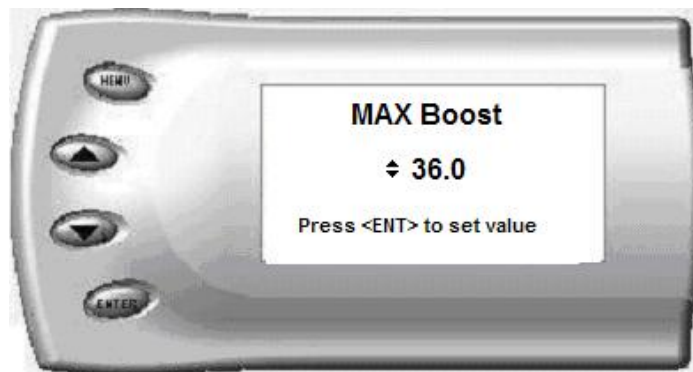 MENU
MAX Boost
36.0
Press <ENT> to set value
ENTER